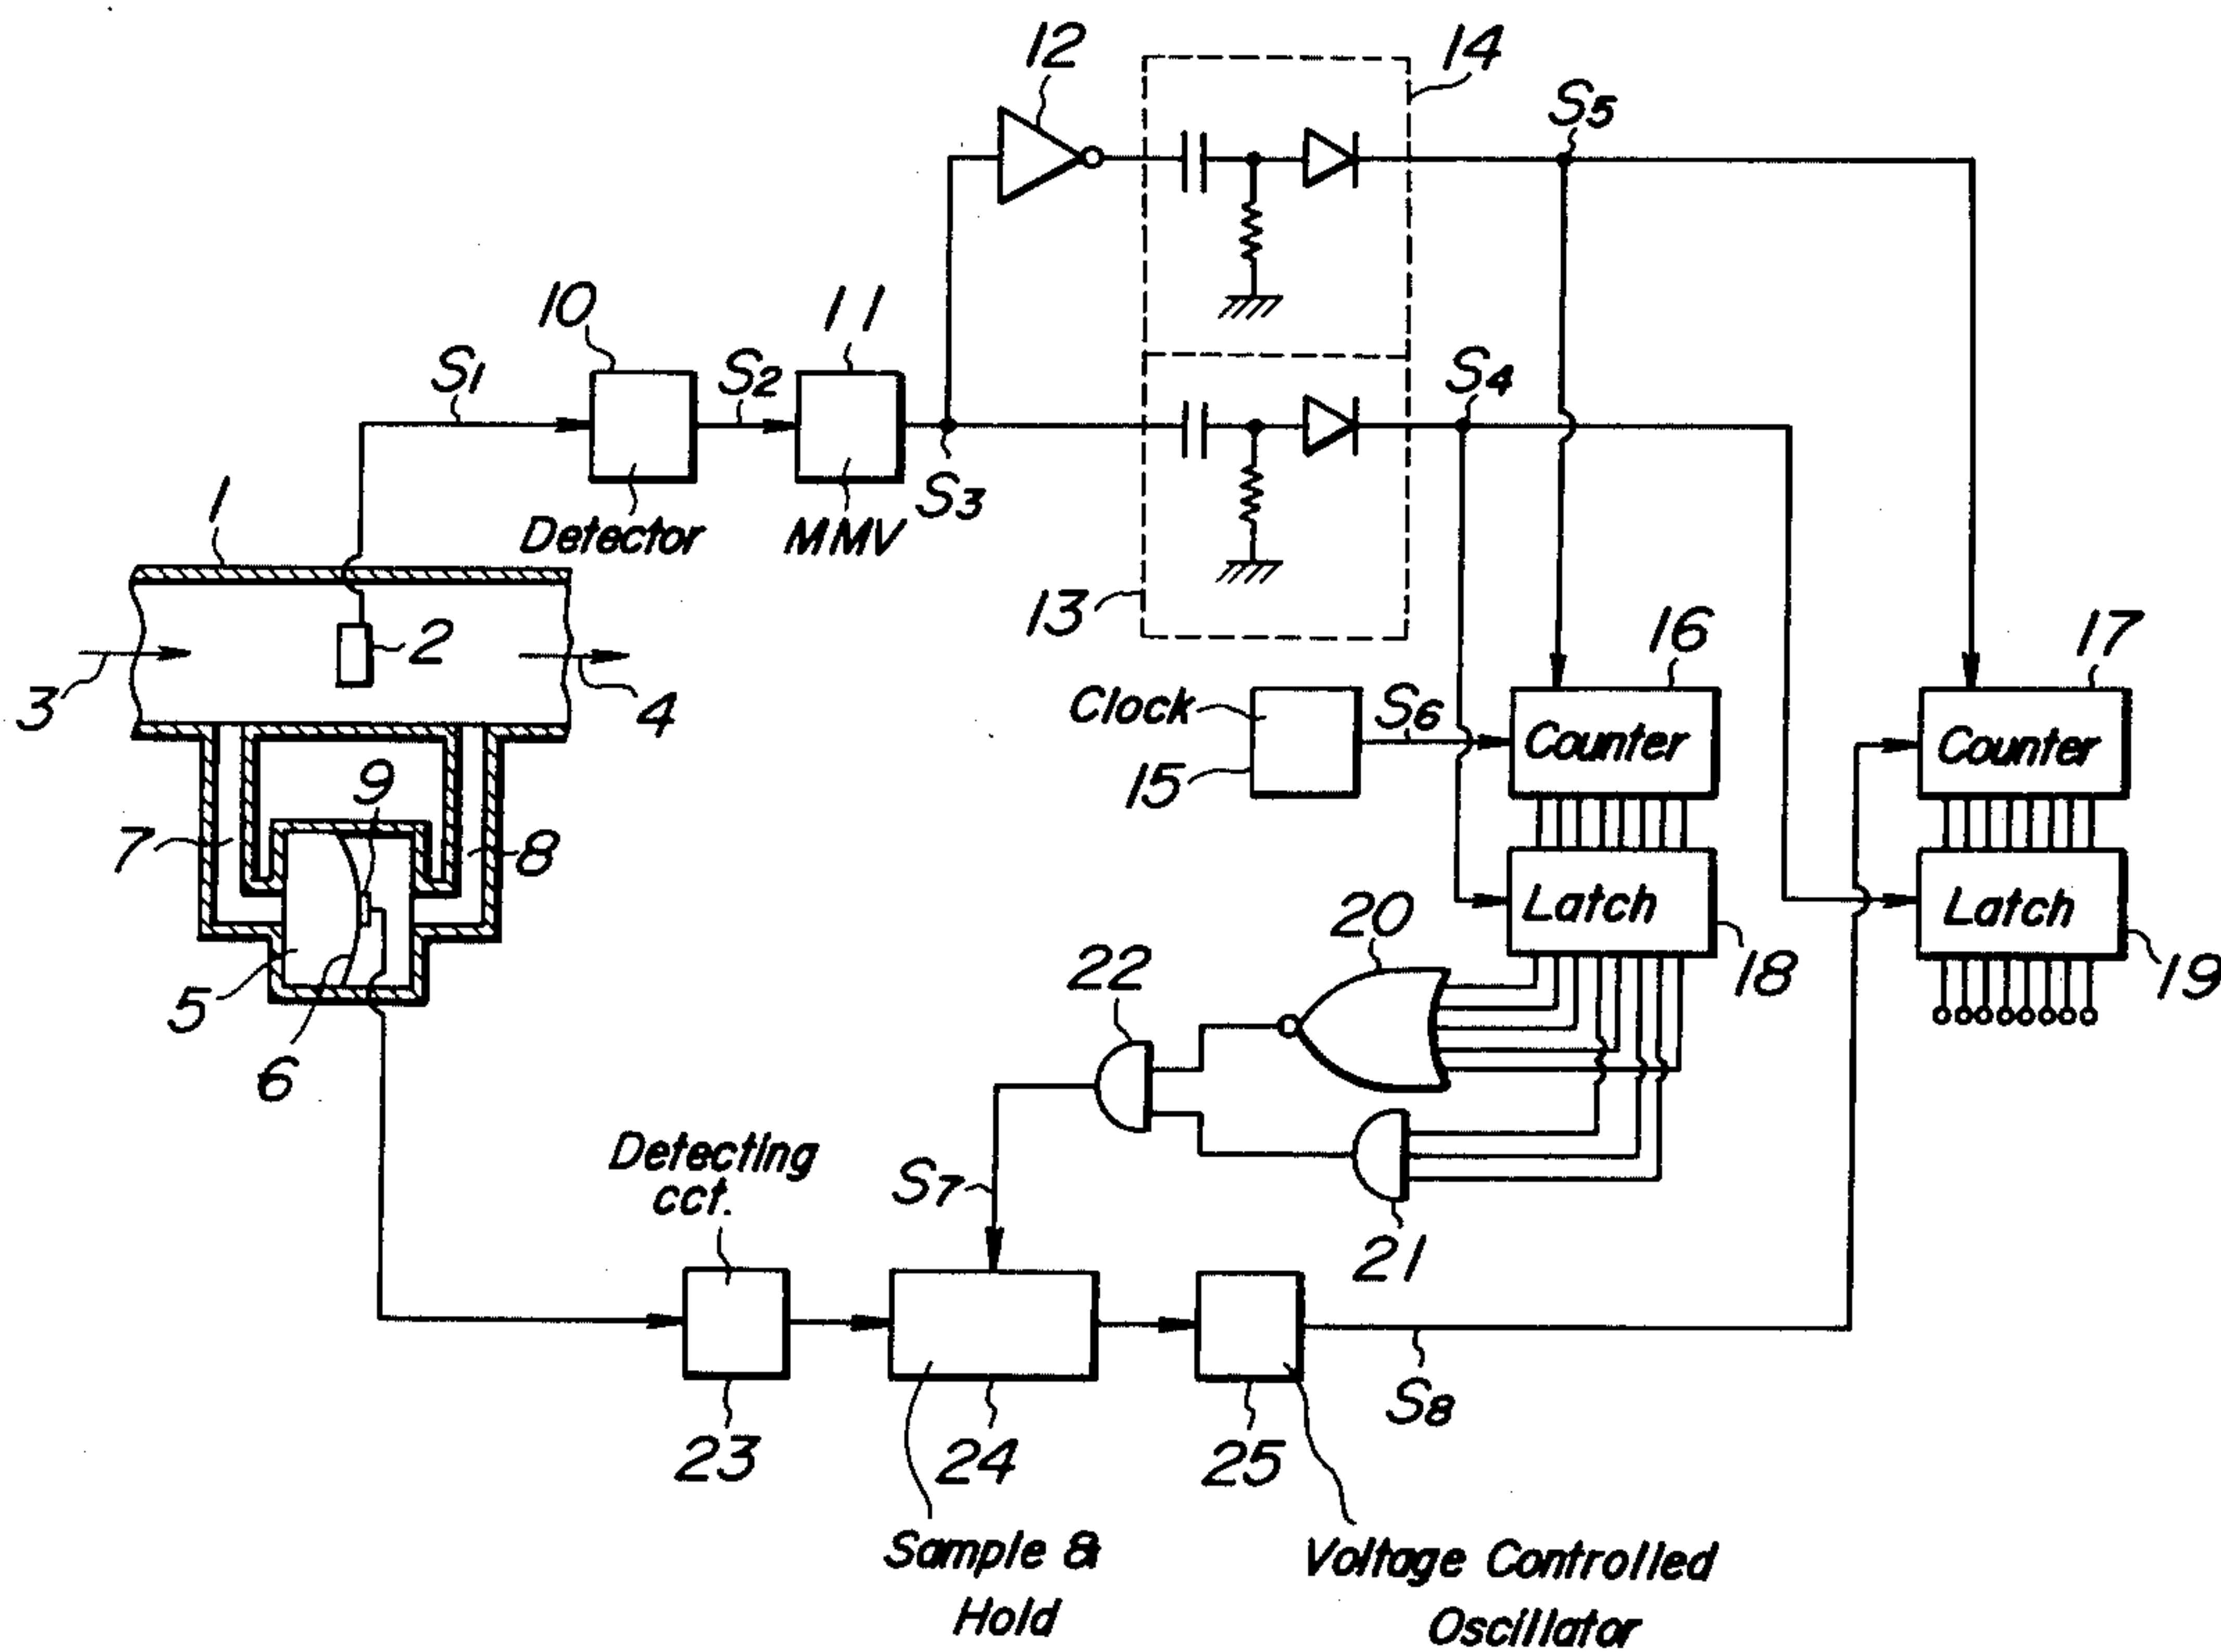 12
14
S5
10
11
S1
S2
S4
S3
1
Detector
MMV
13
2
16
17
3
4
Clock
S6
Counter
Counter
15
9
7
8
Latch
Latch
20
18
19
22
5
6
Detecting
cct.
S7
21
23
24
25
S8
Sample &
Hold
Voltage Controlled
Oscillator